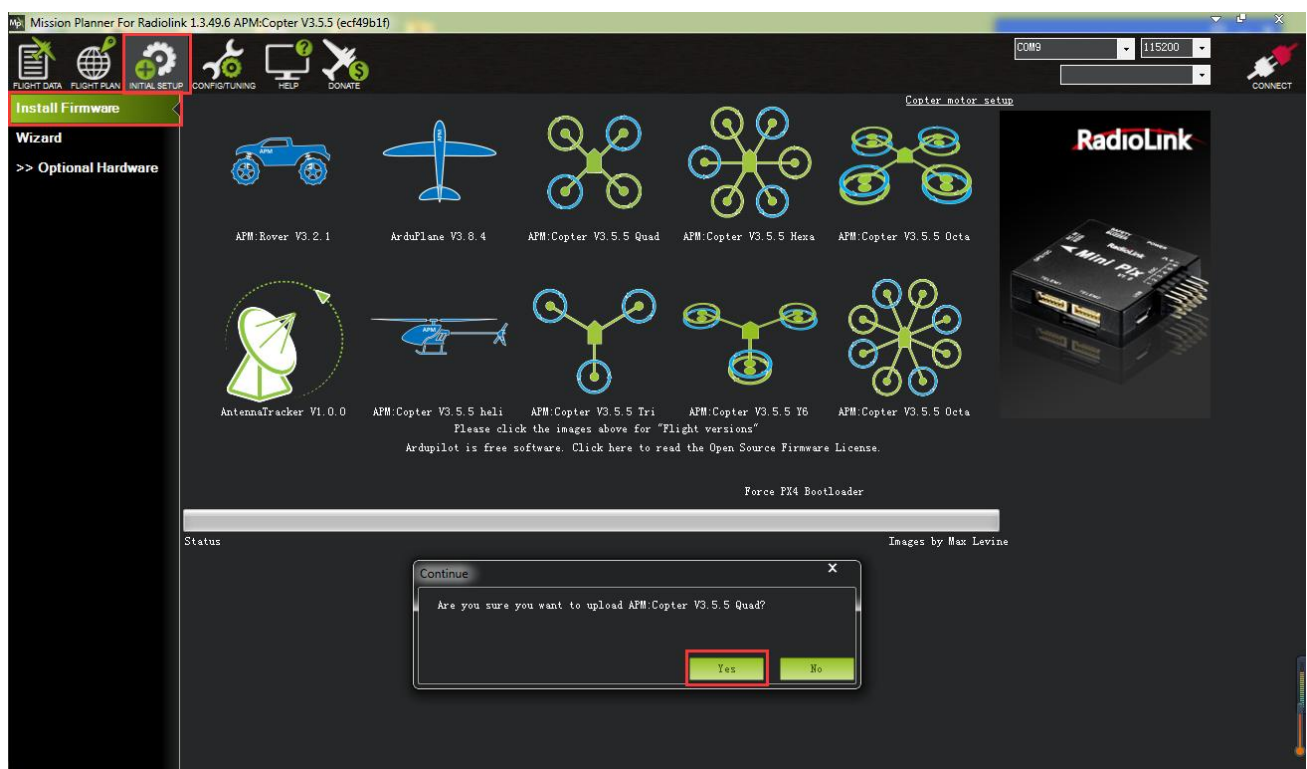 Mission Planner For Radiolink 1.3.49.6 APM:Copter V3.5.5 (ecf49b1f)
FLIGHT DATA FLIGHT PLAN INITIAL SETUP CONFIG/TUNING HELP DONATE
COM9 115200
CONNECT
Install Firmware
Wizard
>> Optional Hardware
Copter motor setup
APM:Rover V3.2.1 ArduPlane V3.8.4 APM:Copter V3.5.5 Quad APM:Copter V3.5.5 Hexa APM:Copter V3.5.5 Octa
AntennaTracker V1.0.0 APM:Copter V3.5.5 heli APM:Copter V3.5.5 Tri APM:Copter V3.5.5 Y6 APM:Copter V3.5.5 Octa
Please click the images above for "Flight versions"
Ardupilot is free software. Click here to read the Open Source Firmware License.
Force PX4 Bootloader
Status Images by Max Levine
RadioLink
Mini Pix
Continue X
Are you sure you want to upload APM:Copter V3.5.5 Quad?
Yes No